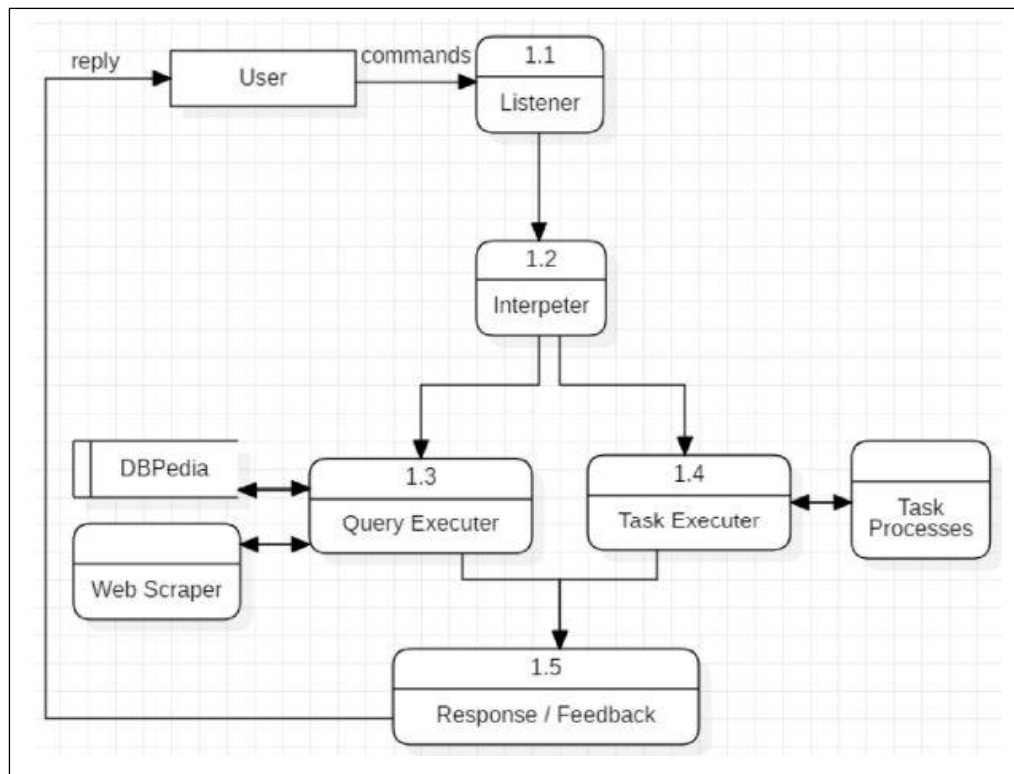 reply
User
commands
1.1
Listener
1.2
Interpeter
DBPedia
1.3
Query Executer
Web Scraper
1.4
Task Executer
Task
Processes
1.5
Response / Feedback